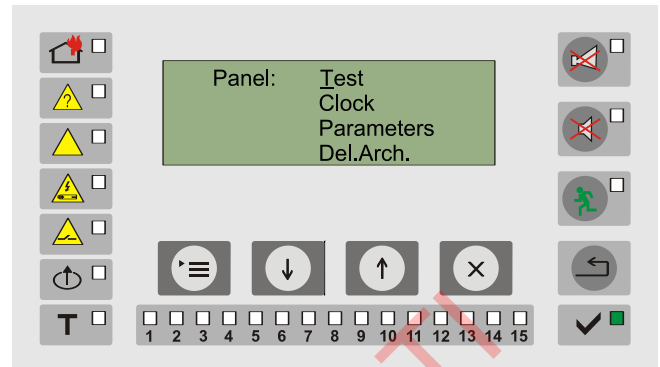 Panel: Test
Clock
Parameters
Del.Arch.
?
T
1 2 3 4 5 6 7 8 9 10 11 12 13 14 15